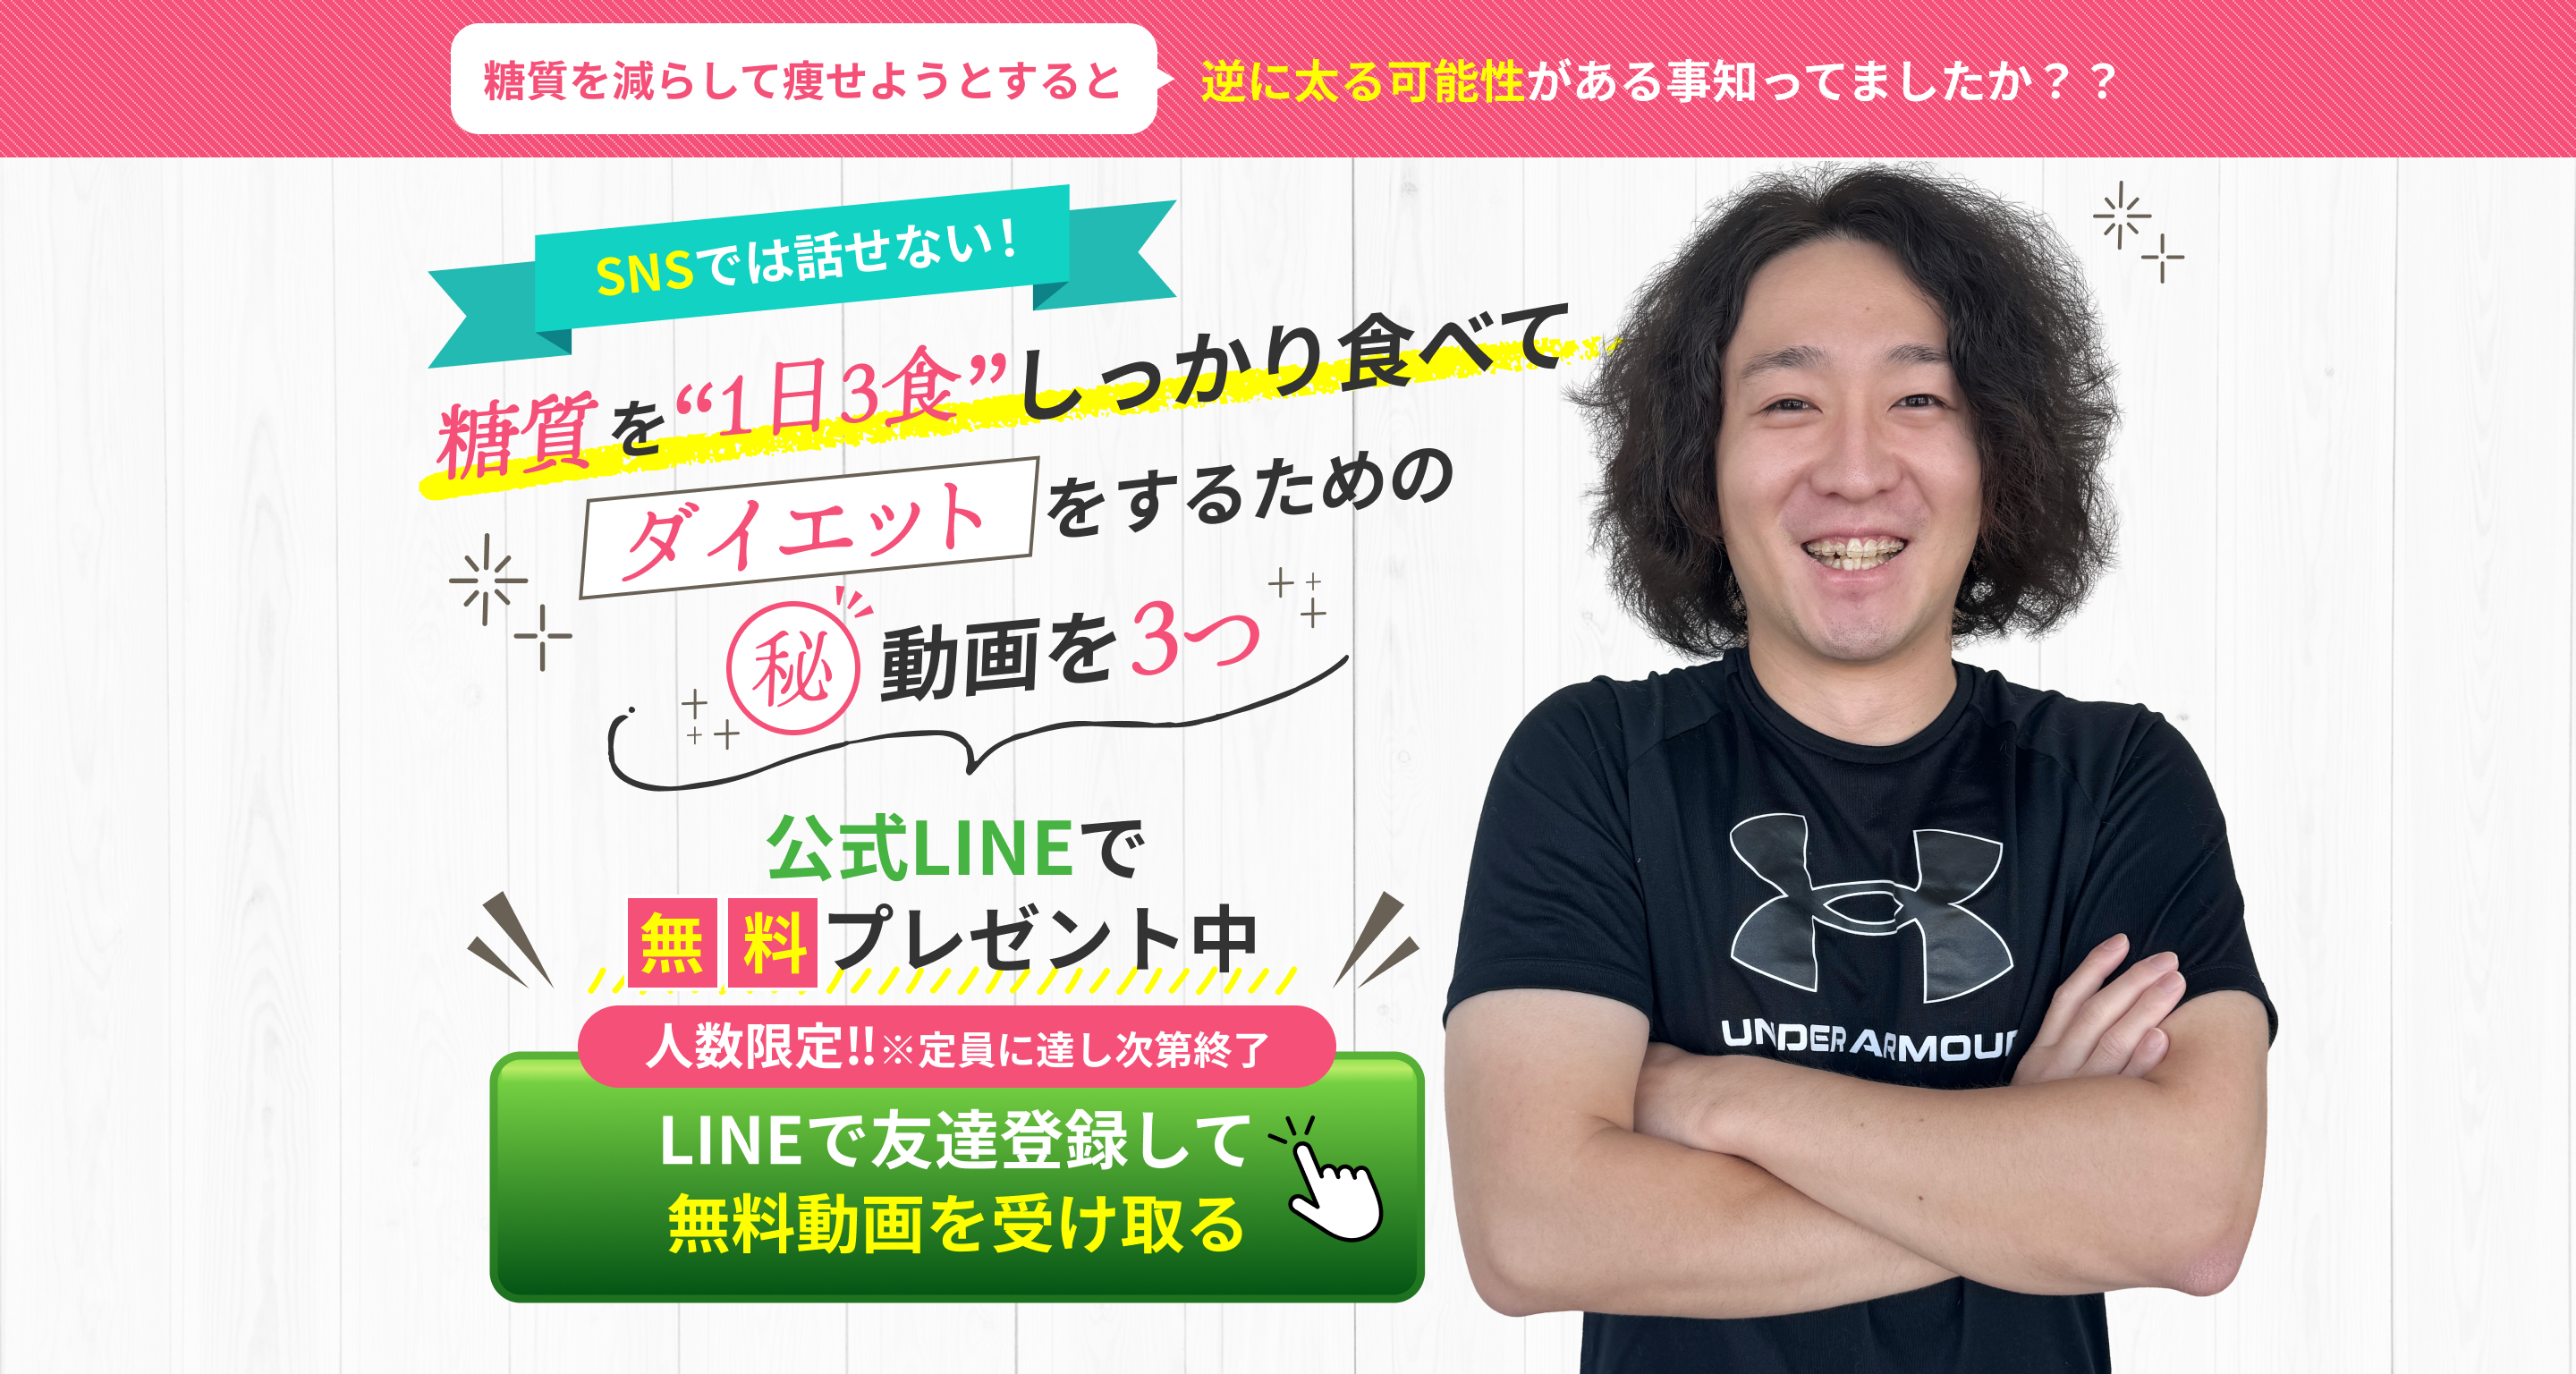 糖質を減らして痩せようとすると 逆に太る可能性がある事知ってましたか？？
SNSでは話せない！
糖質を“1日3食”しっかり食べて
ダイエットをするための
秘 動画を3つ
公式LINEで
無料プレゼント中
人数限定!!※定員に達し次第終了
LINEで友達登録して
無料動画を受け取る
UNDER ARMOUR